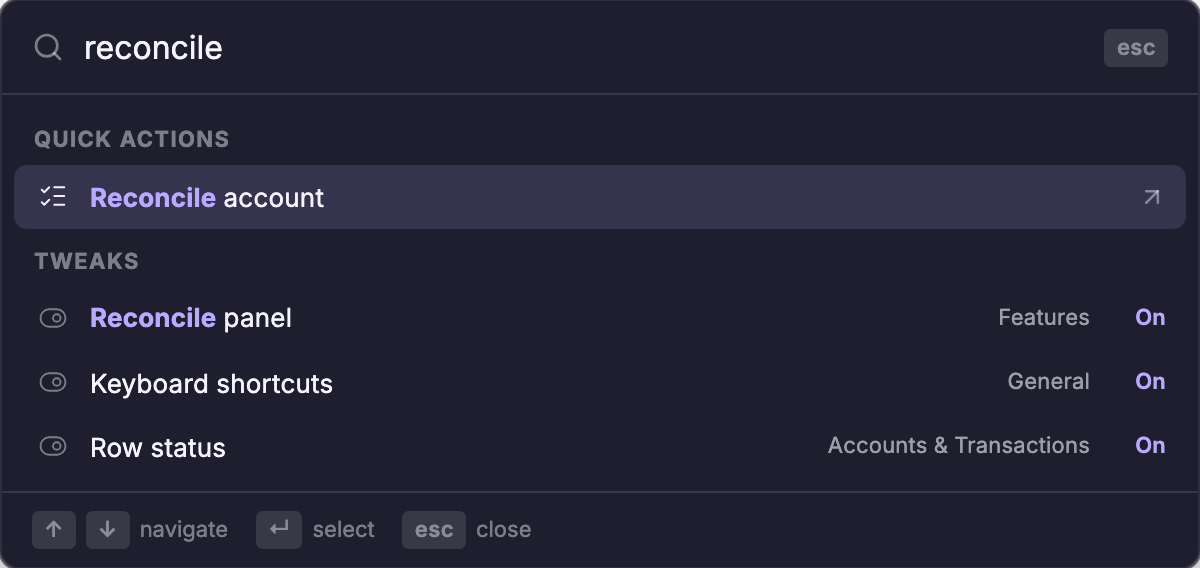 reconcile esc
QUICK ACTIONS
Reconcile account
TWEAKS
Reconcile panel Features On
Keyboard shortcuts General On
Row status Accounts & Transactions On
↑ ↓ navigate ↵ select esc close